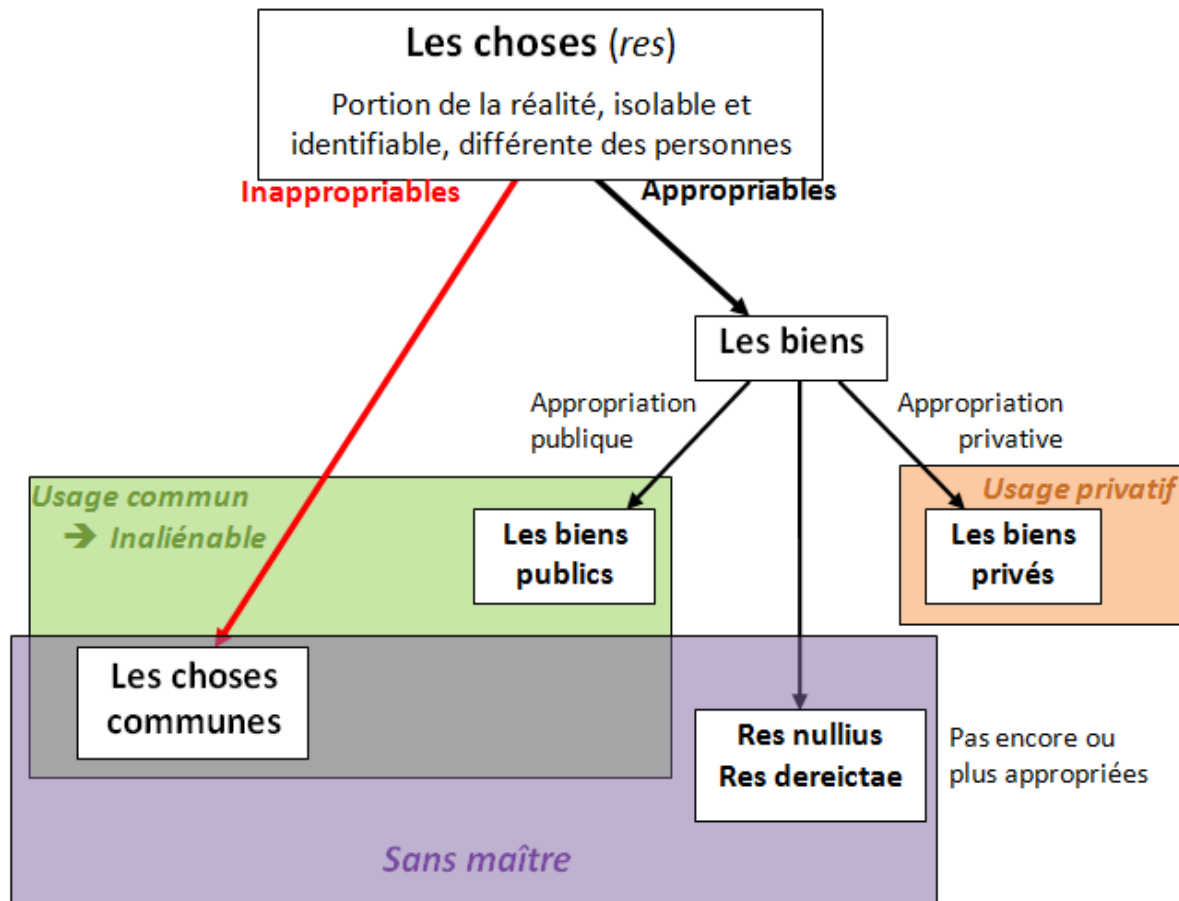 Les choses (res)
Portion de la réalité, isolable et
identifiable, différente des personnes
Inappropriables
Appropriables
Les biens
Appropriation
publique
Appropriation
privative
Usage commun
➔ Inaliénable
Usage privatif
Les biens
publics
Les biens
privés
Les choses
communes
Res nullius
Res dereictae
Pas encore ou
plus appropriées
Sans maître